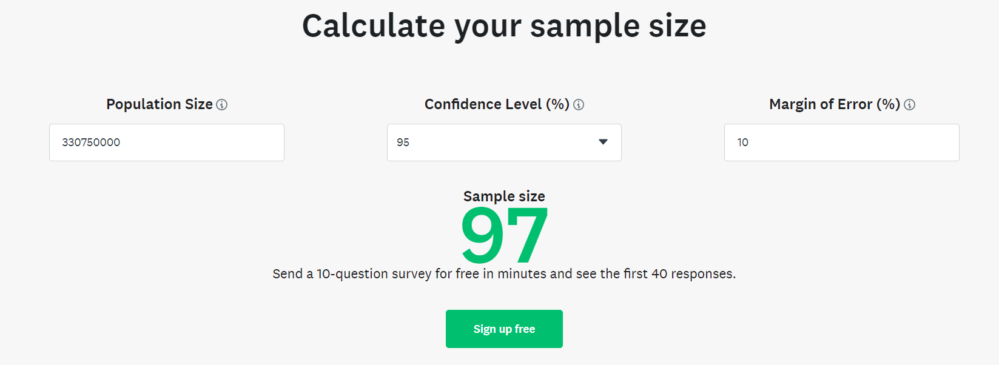 Calculate your sample size
Population Size Confidence Level (%) Margin of Error (%)
330750000 95 10
Sample size
97
Send a 10-question survey for free in minutes and see the first 40 responses.
Sign up free